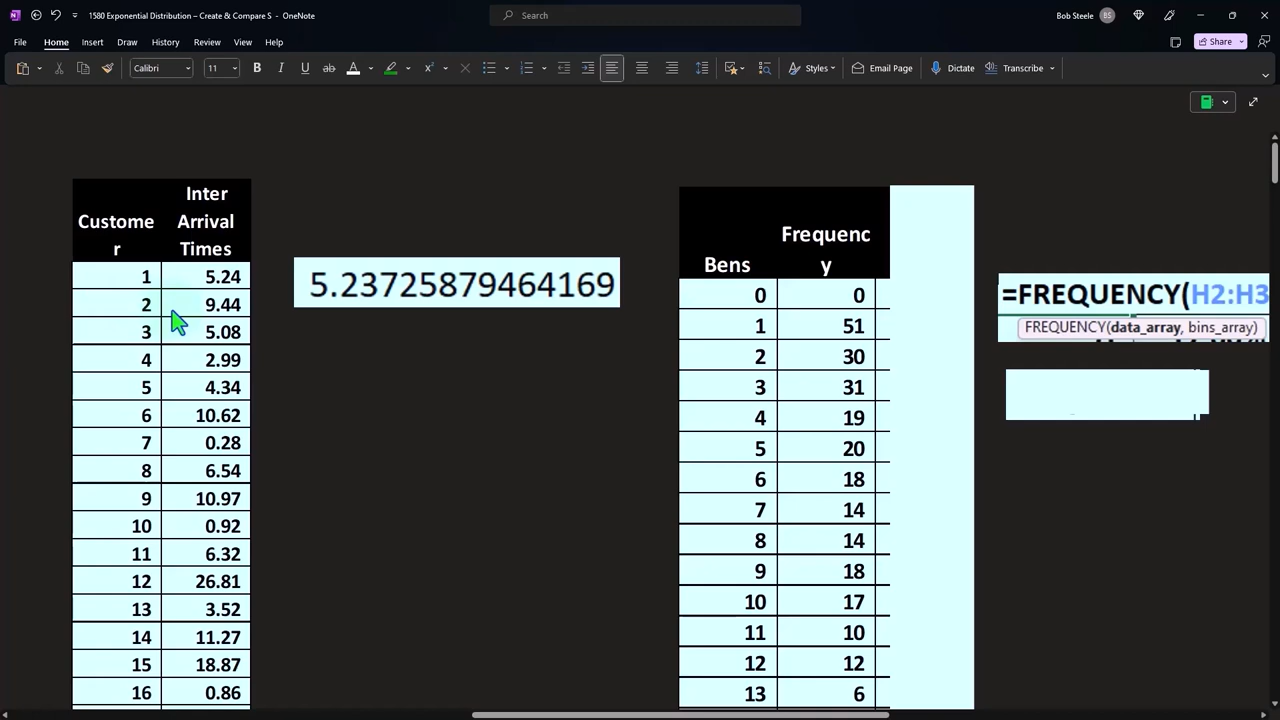 1580 Exponential Distribution – Create & Compare S - OneNote
Search
Bob Steele
BS
File Home Insert Draw History Review View Help
Share
Calibri 11 B I U ab A Styles Email Page Dictate Transcribe
Custome
r
Inter
Arrival
Times
1 5.24
2 9.44
3 5.08
4 2.99
5 4.34
6 10.62
7 0.28
8 6.54
9 10.97
10 0.92
11 6.32
12 26.81
13 3.52
14 11.27
15 18.87
16 0.86
5.23725879464169
Bens
Frequenc
y
0 0
1 51
2 30
3 31
4 19
5 20
6 18
7 14
8 14
9 18
10 17
11 10
12 12
13 6
=FREQUENCY(H2:H3
FREQUENCY(data_array, bins_array)